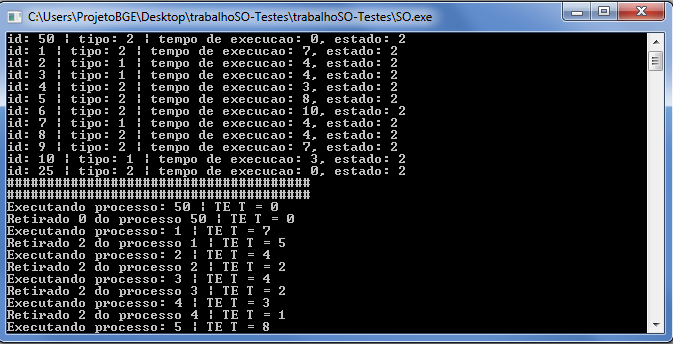 C:\Users\ProjetoBGE\Desktop\trabalhoSO-Testes\trabalhoSO-Testes\SO.exe
id: 50 ¦ tipo: 2 ¦ tempo de execucao: 0, estado: 2
id: 1 ¦ tipo: 2 ¦ tempo de execucao: 7, estado: 2
id: 2 ¦ tipo: 1 ¦ tempo de execucao: 4, estado: 2
id: 3 ¦ tipo: 1 ¦ tempo de execucao: 4, estado: 2
id: 4 ¦ tipo: 2 ¦ tempo de execucao: 3, estado: 2
id: 5 ¦ tipo: 2 ¦ tempo de execucao: 8, estado: 2
id: 6 ¦ tipo: 2 ¦ tempo de execucao: 10, estado: 2
id: 7 ¦ tipo: 1 ¦ tempo de execucao: 4, estado: 2
id: 8 ¦ tipo: 2 ¦ tempo de execucao: 4, estado: 2
id: 9 ¦ tipo: 2 ¦ tempo de execucao: 7, estado: 2
id: 10 ¦ tipo: 1 ¦ tempo de execucao: 3, estado: 2
id: 25 ¦ tipo: 2 ¦ tempo de execucao: 0, estado: 2
######################################
######################################
Executando processo: 50 ¦ TE T = 0
Retirado 0 do processo 50 ¦ TE T = 0
Executando processo: 1 ¦ TE T = 7
Retirado 2 do processo 1 ¦ TE T = 5
Executando processo: 2 ¦ TE T = 4
Retirado 2 do processo 2 ¦ TE T = 2
Executando processo: 3 ¦ TE T = 4
Retirado 2 do processo 3 ¦ TE T = 2
Executando processo: 4 ¦ TE T = 3
Retirado 2 do processo 4 ¦ TE T = 1
Executando processo: 5 ¦ TE T = 8